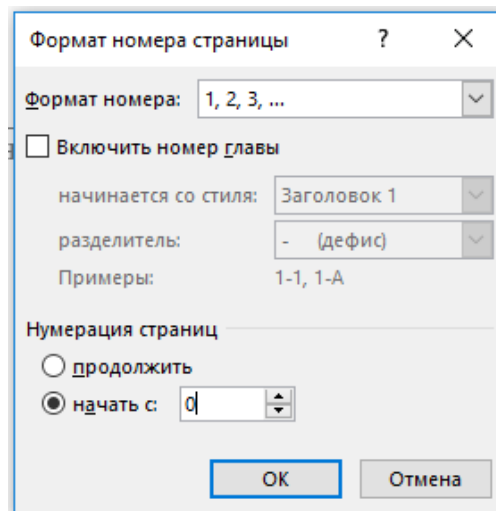 Формат номера страницы ? ×
Формат номера: 1, 2, 3, ...
Включить номер главы
начинается со стиля: Заголовок 1
разделитель: - (дефис)
Примеры: 1-1, 1-A
Нумерация страниц
продолжить
начать с: 0
ОК Отмена